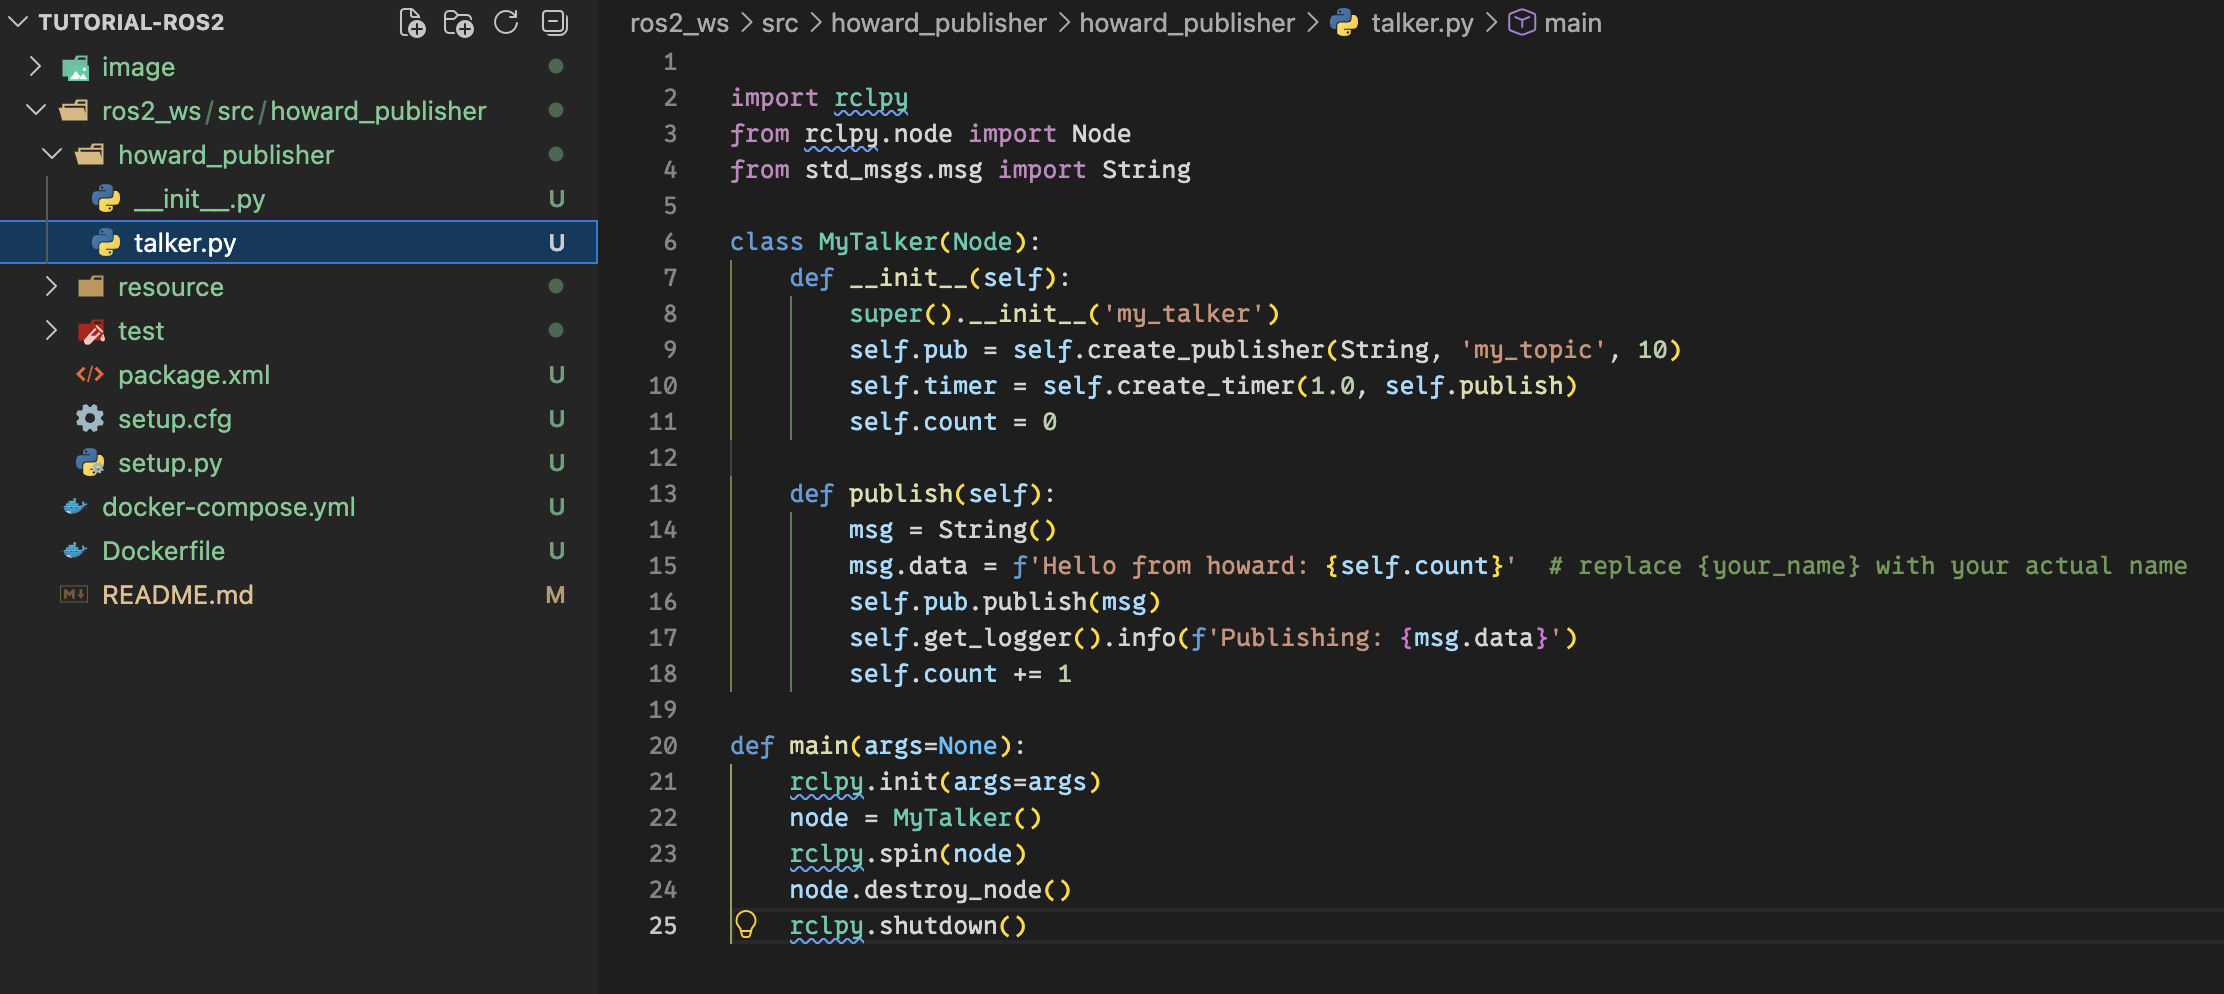 TUTORIAL-ROS2
image
ros2_ws/src/howard_publisher
howard_publisher
__init__.py U
talker.py U
resource
test
package.xml U
setup.cfg U
setup.py U
docker-compose.yml U
Dockerfile U
README.md M
ros2_ws > src > howard_publisher > howard_publisher > talker.py > main
1
2 import rclpy
3 from rclpy.node import Node
4 from std_msgs.msg import String
5
6 class MyTalker(Node):
7     def __init__(self):
8         super().__init__('my_talker')
9         self.pub = self.create_publisher(String, 'my_topic', 10)
10         self.timer = self.create_timer(1.0, self.publish)
11         self.count = 0
12
13     def publish(self):
14         msg = String()
15         msg.data = f'Hello from howard: {self.count}'  # replace {your_name} with your actual name
16         self.pub.publish(msg)
17         self.get_logger().info(f'Publishing: {msg.data}')
18         self.count += 1
19
20 def main(args=None):
21     rclpy.init(args=args)
22     node = MyTalker()
23     rclpy.spin(node)
24     node.destroy_node()
25     rclpy.shutdown()